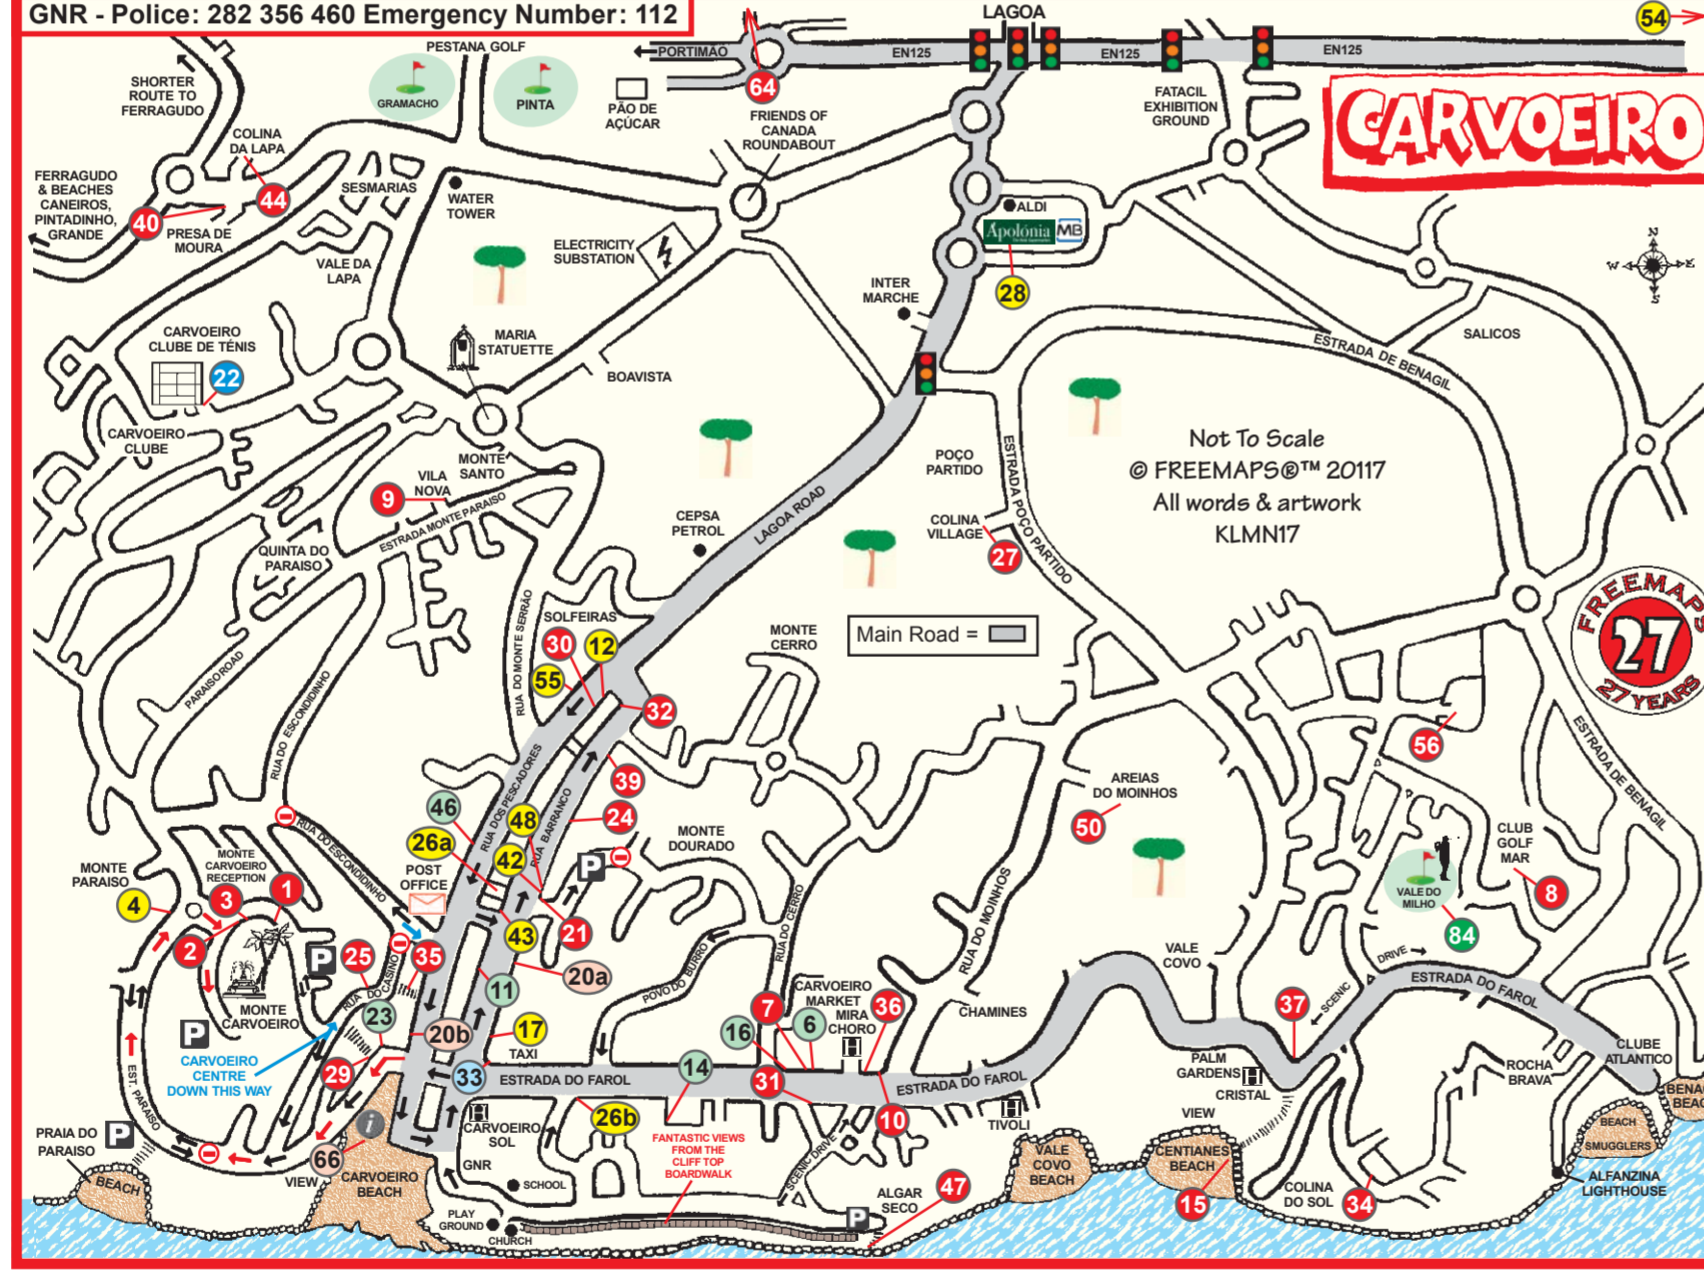 GNR - Police: 282 356 460 Emergency Number: 112
LAGOA
54
PESTANA GOLF
PORTIMÃO
EN125
EN125
EN125
SHORTER
ROUTE TO
FERRAGUDO
GRAMACHO
PINTA
PÃO DE
AÇÚCAR
64
FRIENDS OF
CANADA
ROUNDABOUT
FATACIL
EXHIBITION
GROUND
CARVOEIRO
COLINA
DA LAPA
FERRAGUDO
& BEACHES
CANEIROS,
PINTADINHO,
GRANDE
44
40
PRESA DE
MOURA
SESMARIAS
WATER
TOWER
VALE DA
LAPA
ELECTRICITY
SUBSTATION
ALDI
Apolónia
MB
28
N
W
E
S
INTER
MARCHE
SALICOS
ESTRADA DE BENAGIL
CARVOEIRO
CLUBE DE TÉNIS
22
MARIA
STATUETTE
BOAVISTA
CARVOEIRO
CLUBE
MONTE
SANTO
VILA
NOVA
9
ESTRADA MONTE PARAISO
QUINTA DO
PARAISO
CEPSA
PETROL
LAGOA ROAD
POÇO
PARTIDO
ESTRADA POÇO PARTIDO
COLINA
VILLAGE
27
Not To Scale
© FREEMAPS®™ 20117
All words & artwork
KLMN17
FREEMAPS
27
27 YEARS
Main Road =
PARAISO ROAD
RUA DO ESCONDIDINHO
RUA DO MONTE SERRÃO
SOLFEIRAS
30
12
55
32
MONTE
CERRO
39
RUA DOS PESCADORES
RUA BARRANCO
46
48
24
26a
42
POST
OFFICE
MONTE
DOURADO
P
21
43
20a
11
AREIAS
DO MOINHOS
50
56
ESTRADA DE BENAGIL
CLUB
GOLF
MAR
8
VALE DO
MILHO
84
RUA DO ESCONDIDINHO
MONTE
PARAISO
4
MONTE
CARVOEIRO
RECEPTION
3
1
2
MONTE
CARVOEIRO
P
P
25
35
RUA DO CASINO
23
20b
17
TAXI
33
29
CARVOEIRO
CENTRE
DOWN THIS WAY
EST. PARAISO
PRAIA DO
PARAISO
P
BEACH
VIEW
66
i
CARVOEIRO
BEACH
POVO DO BURRO
RUA DO CERRO
CARVOEIRO
MARKET
MIRA
CHORO
H
7
6
36
16
14
31
10
ESTRADA DO FAROL
ESTRADA DO FAROL
26b
H
CARVOEIRO
SOL
GNR
SCHOOL
PLAY
GROUND
CHURCH
FANTASTIC VIEWS
FROM THE
CLIFF TOP
BOARDWALK
SCENIC DRIVE
P
ALGAR
SECO
47
RUA DO MOINHOS
CHAMINES
H
TIVOLI
VALE
COVO
VALE
COVO
BEACH
37
SCENIC
DRIVE
ESTRADA DO FAROL
PALM
GARDENS
H
CRISTAL
VIEW
CENTIANES
BEACH
15
COLINA
DO SOL
34
ROCHA
BRAVA
CLUBE
ATLANTICO
BEACH
SMUGGLERS
ALFANZINA
LIGHTHOUSE